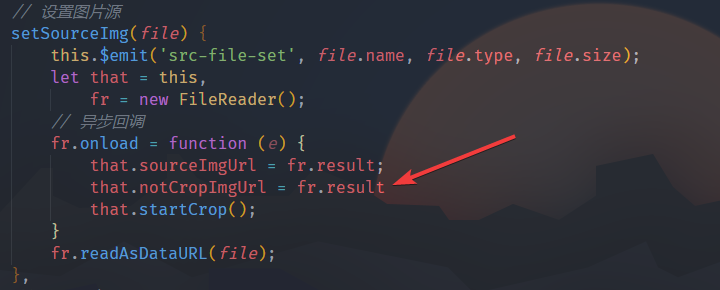 // 设置图片源
setSourceImg(file) {
this.$emit('src-file-set', file.name, file.type, file.size);
let that = this,
fr = new FileReader();
// 异步回调
fr.onload = function (e) {
that.sourceImgUrl = fr.result;
that.notCropImgUrl = fr.result
that.startCrop();
}
fr.readAsDataURL(file);
},